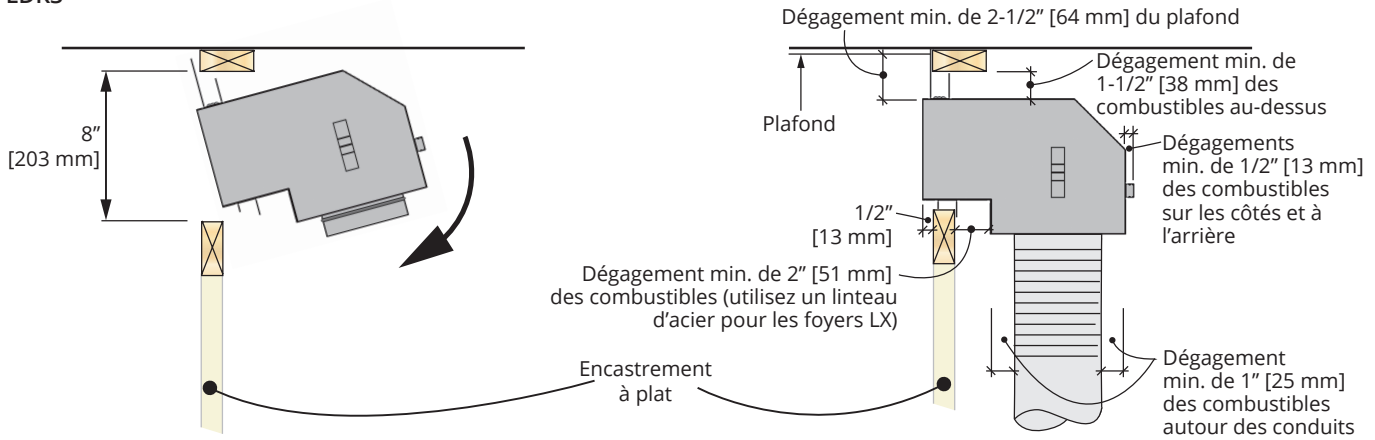 LDRS
Dégagement min. de 2-1/2” [64 mm] du plafond
8”
[203 mm]
Plafond
Dégagement min. de
1-1/2” [38 mm] des
combustibles au-dessus
Dégagements
min. de 1/2” [13 mm]
des combustibles
sur les côtés et à
l’arrière
1/2”
[13 mm]
Dégagement min. de 2” [51 mm]
des combustibles (utilisez un linteau
d’acier pour les foyers LX)
Encastrement
à plat
Dégagement
min. de 1” [25 mm]
des combustibles
autour des conduits